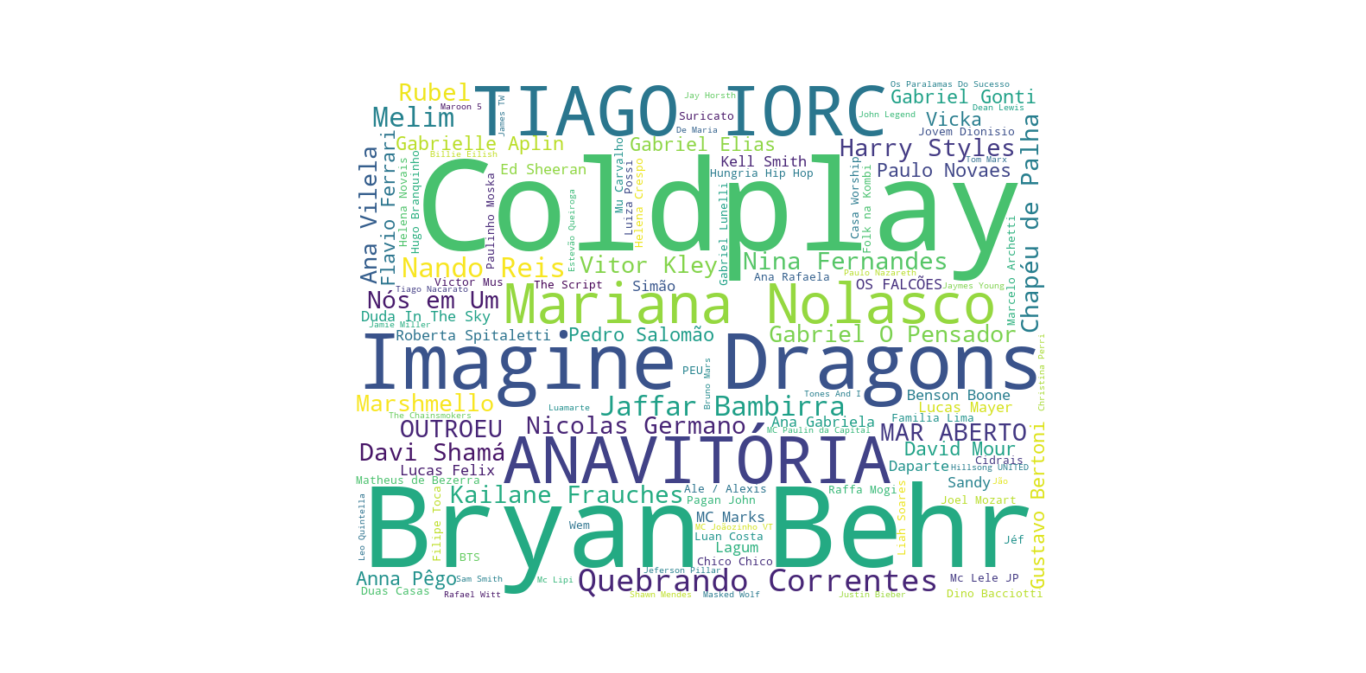 Os Paralamas Do Sucesso
Rubel
TIAGO IORC
Jay Horsth
Gabriel Gonti
Maroon 5
James TW
Dean Lewis
Melim
Suricato
John Legend
Vicka
De Maria
Jovem Dionisio
Gabrielle Aplin
Gabriel Elias
Harry Styles
Chapéu de Palha
Billie Eilish
Ed Sheeran
Kell Smith
Tom Marx
Hungria Hip Hop
Paulo Novaes
Ana Vilela
Flavio Ferrari
Helena Novais
Hugo Branquinho
Coldplay
Paulinho Moska
Estevão Queiroga
Mu Carvalho
Luiza Possi
Helena Crespo
Gabriel Lunelli
Casa Worship
Folk na Kombi
Marcelo Archetti
Nando Reis
Vitor Kley
Nina Fernandes
Ana Rafaela
Paulo Nazareth
Victor Mus
The Script
Simão
OS FALCÕES
Jaymes Young
Tiago Nacarato
Nós em Um
Mariana Nolasco
Duda In The Sky
Jamie Miller
Roberta Spitaletti
Pedro Salomão
Gabriel O Pensador
Imagine Dragons
Christina Perri
PEU
Bruno Mars
Tones And I
Benson Boone
Marshmello
Luamarte
Jaffar Bambirra
Lucas Mayer
The Chainsmokers
Ana Gabriela
Familia Lima
OUTROEU
Nicolas Germano
MC Paulin da Capital
MAR ABERTO
Davi Shamá
ANAVITÓRIA
David Mour
Gustavo Bertoni
Lucas Felix
Daparte
Cidrais
Hillsong UNITED
Matheus de Bezerra
Kailane Frauches
Ale / Alexis
Raffa Mogi
Sandy
Jão
Pagan John
Joel Mozart
Leo Quintella
Filipe Toca
Bryan Behr
MC Marks
Liah Soares
Wem
MC Joãozinho VT
Luan Costa
Jéf
Lagum
BTS
Chico Chico
Anna Pêgo
Sam Smith
Mc Lipi
Jeferson Pillar
Quebrando Correntes
Mc Lele JP
Duas Casas
Rafael Witt
Shawn Mendes
Masked Wolf
Justin Bieber
Dino Bacciotti